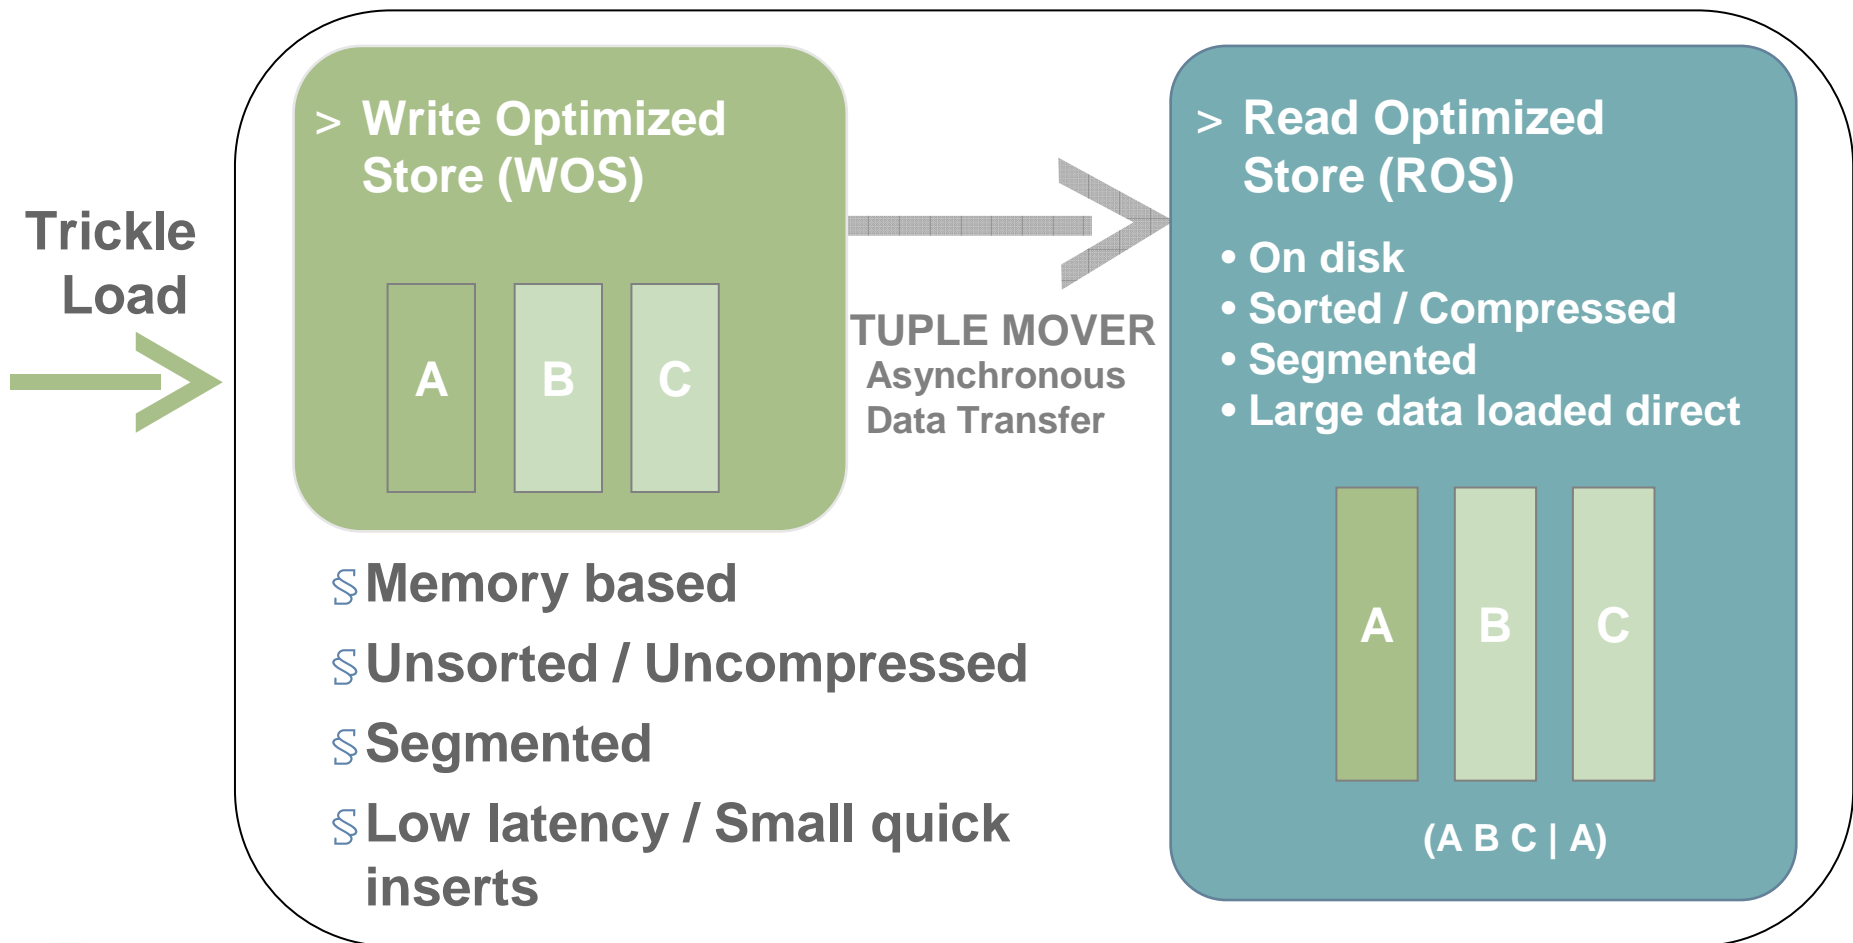 Trickle
Load
> Write Optimized
Store (WOS)
A B C
§ Memory based
§ Unsorted / Uncompressed
§ Segmented
§ Low latency / Small quick
inserts
TUPLE MOVER
Asynchronous
Data Transfer
> Read Optimized
Store (ROS)
• On disk
• Sorted / Compressed
• Segmented
• Large data loaded direct
A B C
(A B C | A)